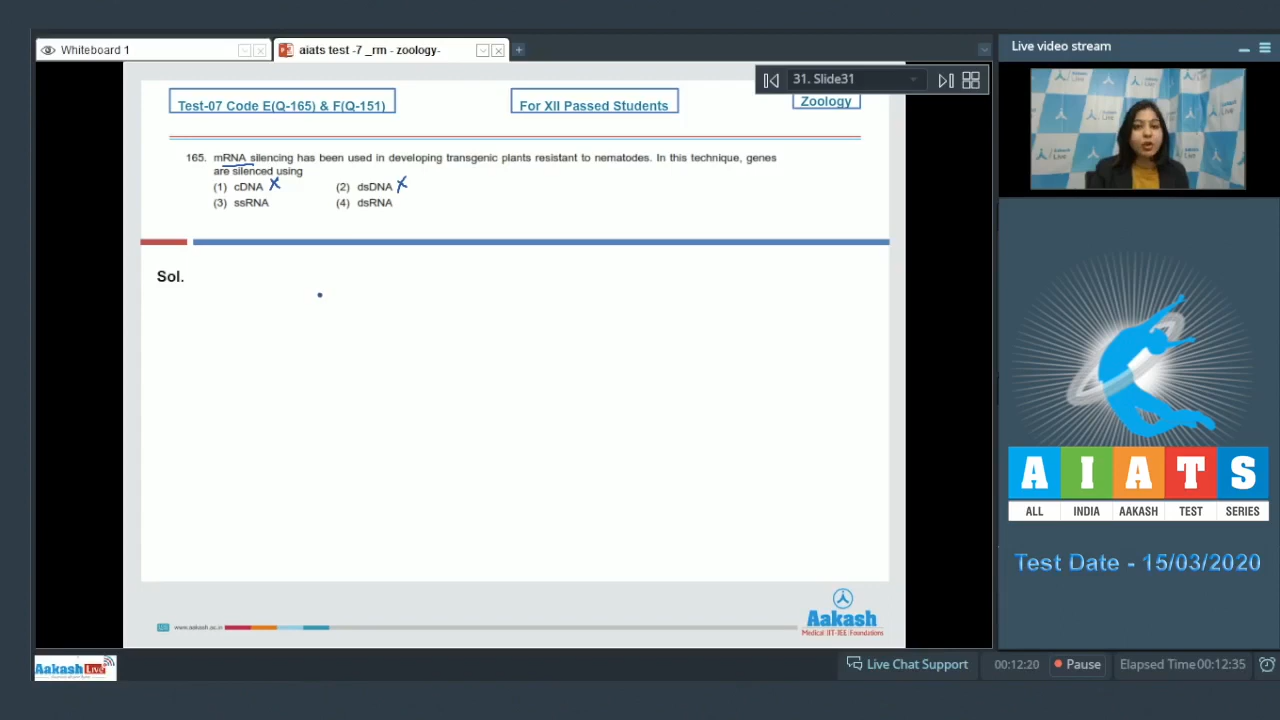 Whiteboard 1
aiats test -7 _rm - zoology-
31. Slide31
Live video stream
Test-07 Code E(Q-165) & F(Q-151)
For XII Passed Students
Zoology
165. mRNA silencing has been used in developing transgenic plants resistant to nematodes. In this technique, genes
are silenced using
(1) cDNA
(2) dsDNA
(3) ssRNA
(4) dsRNA
Sol.
www.aakash.ac.in
Aakash
Medical|IIT-JEE|Foundations
A I A T S
ALL INDIA AAKASH TEST SERIES
Test Date - 15/03/2020
Aakash Live
Live Chat Support
00:12:20
Pause
Elapsed Time 00:12:35